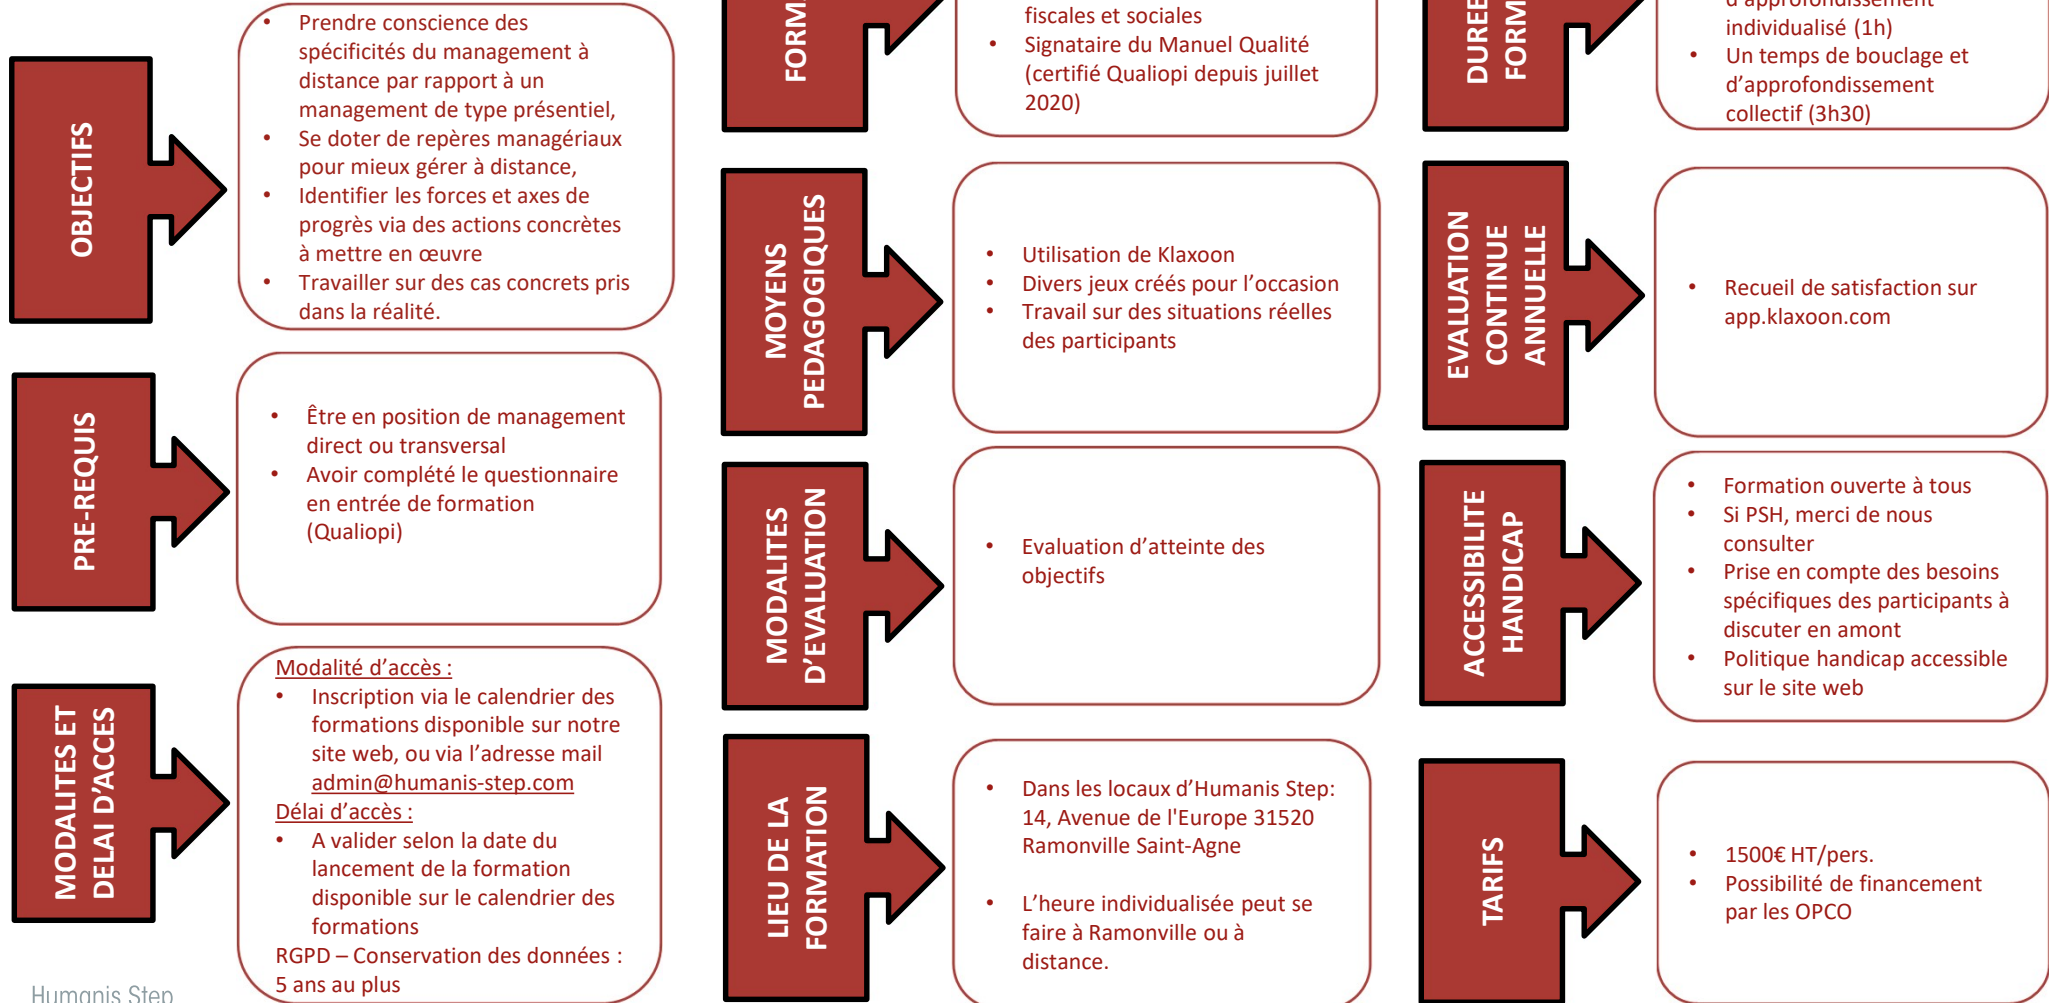 OBJECTIFS
• Prendre conscience des
spécificités du management à
distance par rapport à un
management de type présentiel,
• Se doter de repères managériaux
pour mieux gérer à distance,
• Identifier les forces et axes de
progrès via des actions concrètes
à mettre en œuvre
• Travailler sur des cas concrets pris
dans la réalité.
PRE-REQUIS
• Être en position de management
direct ou transversal
• Avoir complété le questionnaire
en entrée de formation
(Qualiopi)
MODALITES ET
DELAI D’ACCES
Modalité d’accès :
• Inscription via le calendrier des
formations disponible sur notre
site web, ou via l’adresse mail
admin@humanis-step.com
Délai d’accès :
• A valider selon la date du
lancement de la formation
disponible sur le calendrier des
formations
RGPD – Conservation des données :
5 ans au plus
Humanis Step
FORMA
fiscales et sociales
• Signataire du Manuel Qualité
(certifié Qualiopi depuis juillet
2020)
MOYENS
PEDAGOGIQUES
• Utilisation de Klaxoon
• Divers jeux créés pour l’occasion
• Travail sur des situations réelles
des participants
MODALITES
D’EVALUATION
• Evaluation d’atteinte des
objectifs
LIEU DE LA
FORMATION
• Dans les locaux d’Humanis Step:
14, Avenue de l'Europe 31520
Ramonville Saint-Agne
• L’heure individualisée peut se
faire à Ramonville ou à
distance.
DUREE
FORM
d’approfondissement
individualisé (1h)
• Un temps de bouclage et
d’approfondissement
collectif (3h30)
EVALUATION
CONTINUE
ANNUELLE
• Recueil de satisfaction sur
app.klaxoon.com
ACCESSIBILITE
HANDICAP
• Formation ouverte à tous
• Si PSH, merci de nous
consulter
• Prise en compte des besoins
spécifiques des participants à
discuter en amont
• Politique handicap accessible
sur le site web
TARIFS
• 1500€ HT/pers.
• Possibilité de financement
par les OPCO